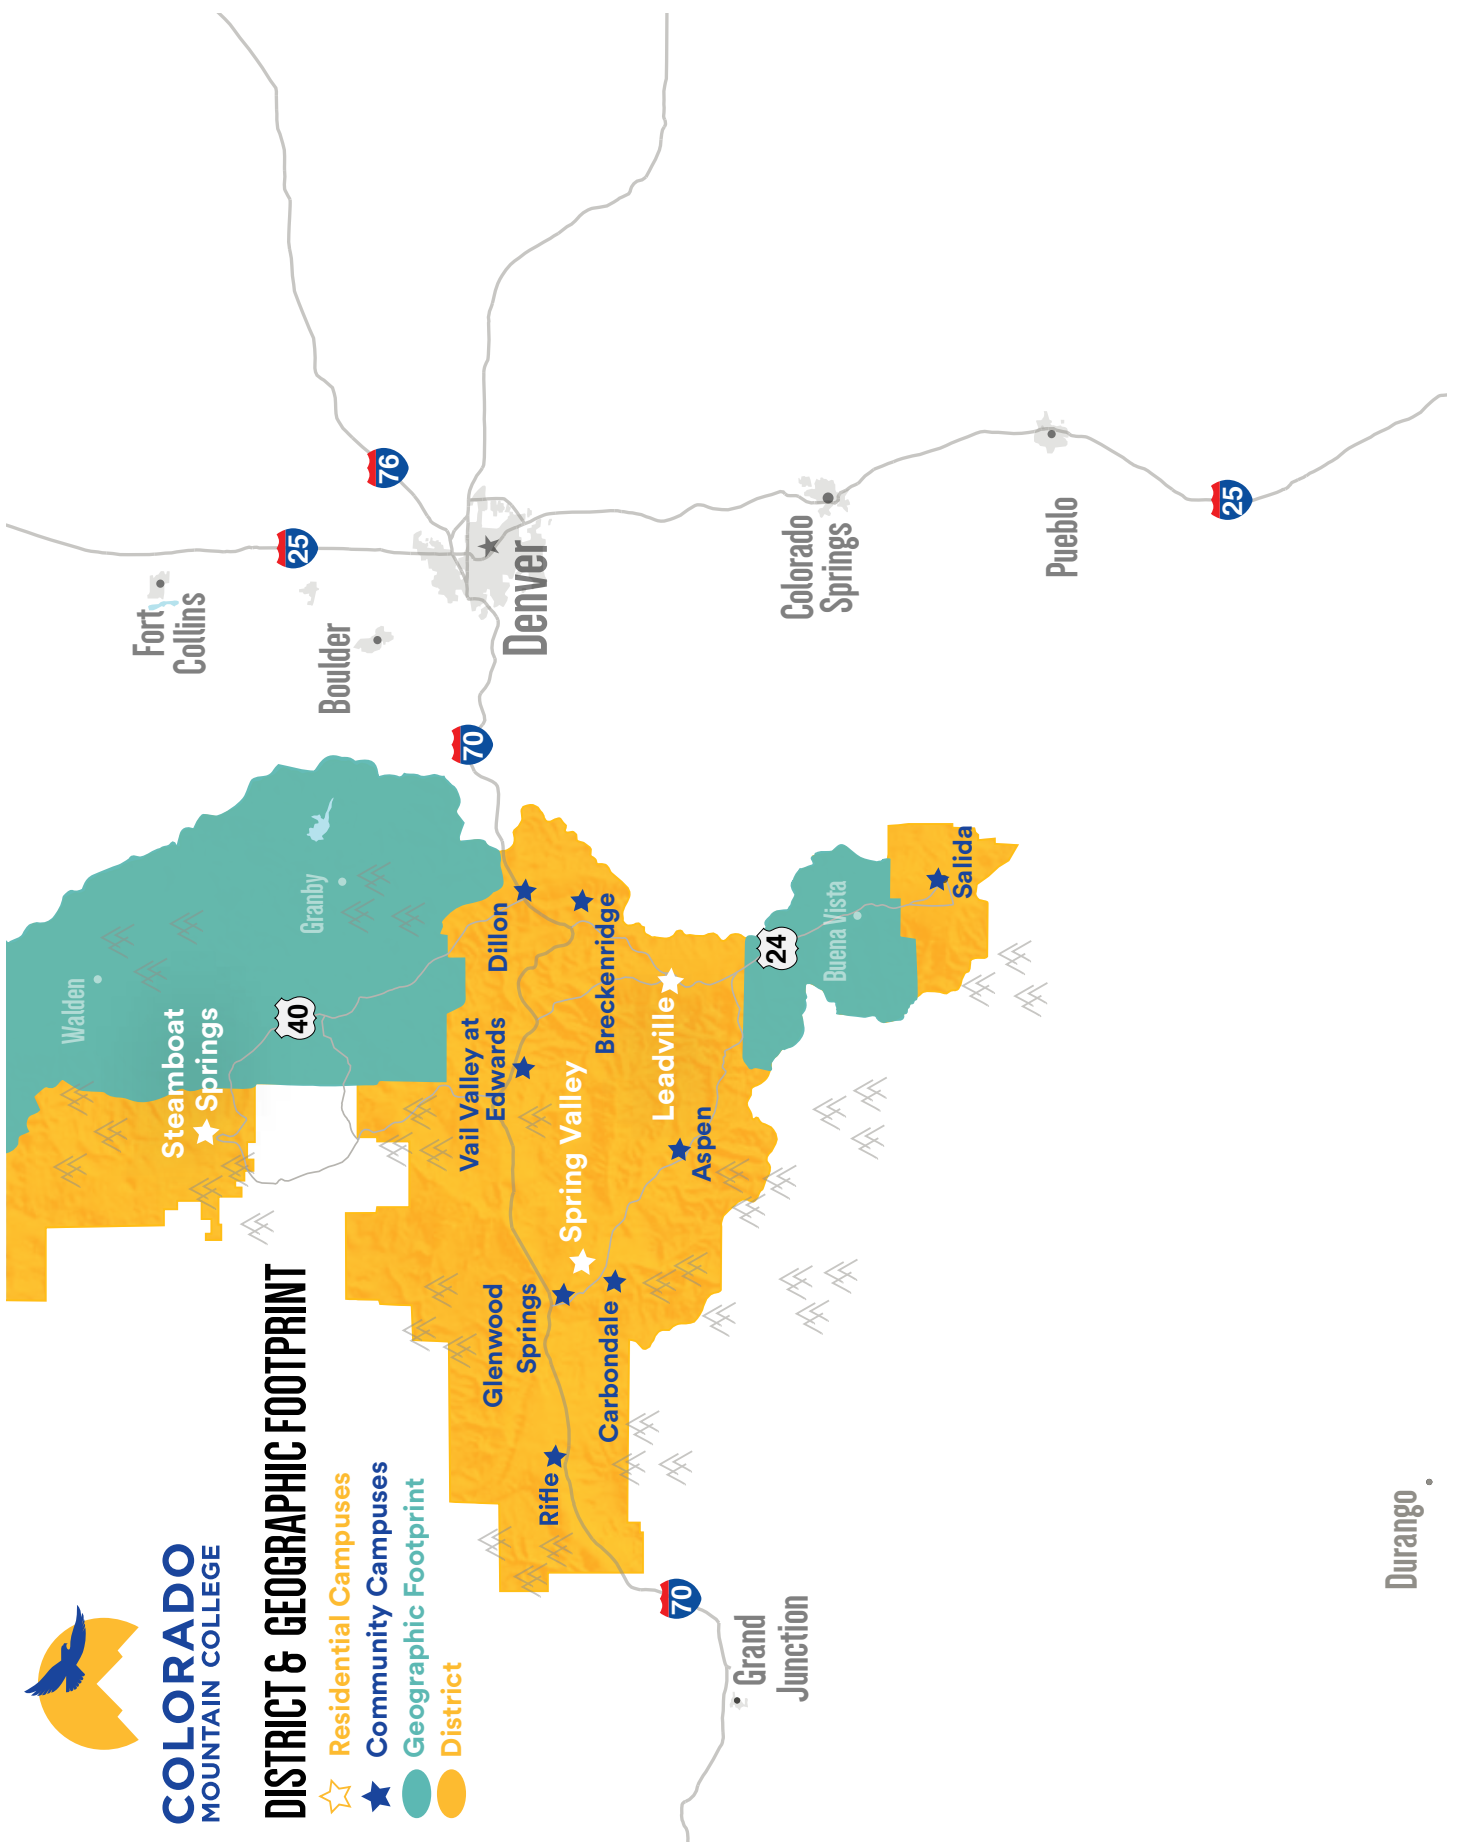 COLORADO
MOUNTAIN COLLEGE
DISTRICT & GEOGRAPHIC FOOTPRINT
Residential Campuses
Community Campuses
Geographic Footprint
District
Walden
Steamboat
Springs
40
Granby
Fort
Collins
25
Boulder
76
Denver
70
Dillon
Breckenridge
Vail Valley at
Edwards
Spring Valley
Leadville
Glenwood
Springs
Carbondale
Aspen
Rifle
70
Grand
Junction
24
Buena Vista
Salida
Colorado
Springs
Pueblo
25
Durango